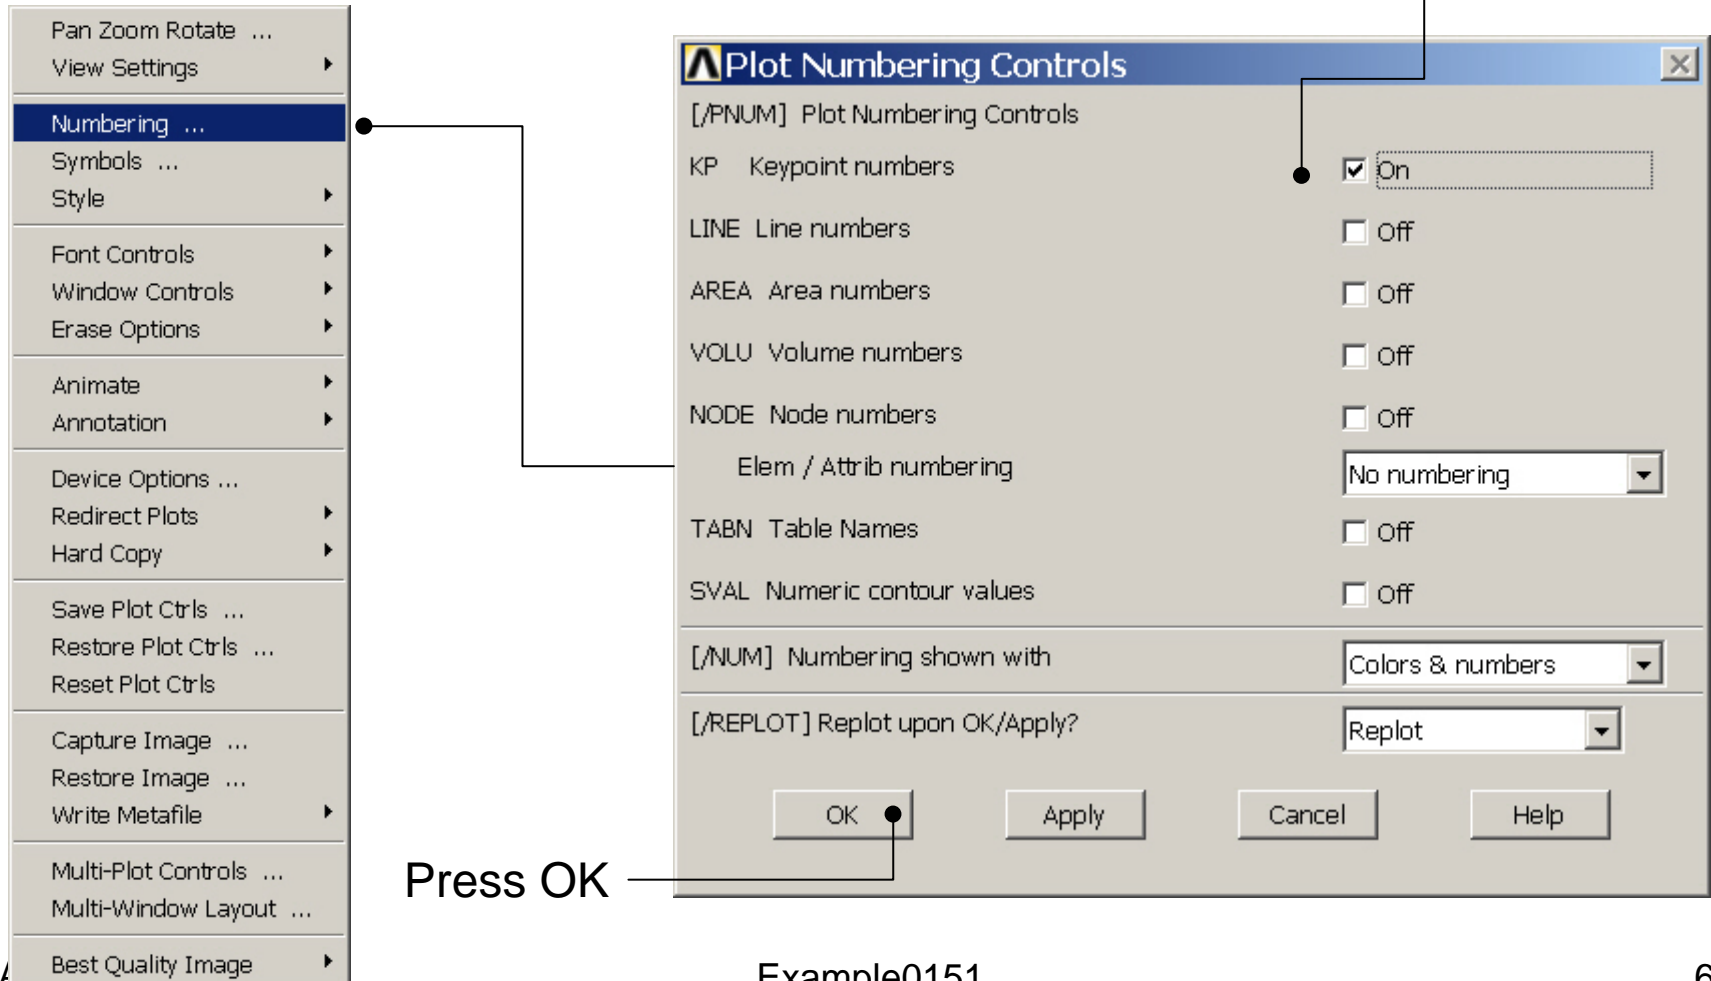 Pan Zoom Rotate ...
View Settings
Numbering ...
Symbols ...
Style
Font Controls
Window Controls
Erase Options
Animate
Annotation
Device Options ...
Redirect Plots
Hard Copy
Save Plot Ctrls ...
Restore Plot Ctrls ...
Reset Plot Ctrls
Capture Image ...
Restore Image ...
Write Metafile
Multi-Plot Controls ...
Multi-Window Layout ...
Best Quality Image
Plot Numbering Controls
[/PNUM] Plot Numbering Controls
KP Keypoint numbers On
LINE Line numbers Off
AREA Area numbers Off
VOLU Volume numbers Off
NODE Node numbers Off
Elem / Attrib numbering No numbering
TABN Table Names Off
SVAL Numeric contour values Off
[/NUM] Numbering shown with Colors & numbers
[/REPLOT] Replot upon OK/Apply? Replot
OK Apply Cancel Help
Press OK
Example0151
6